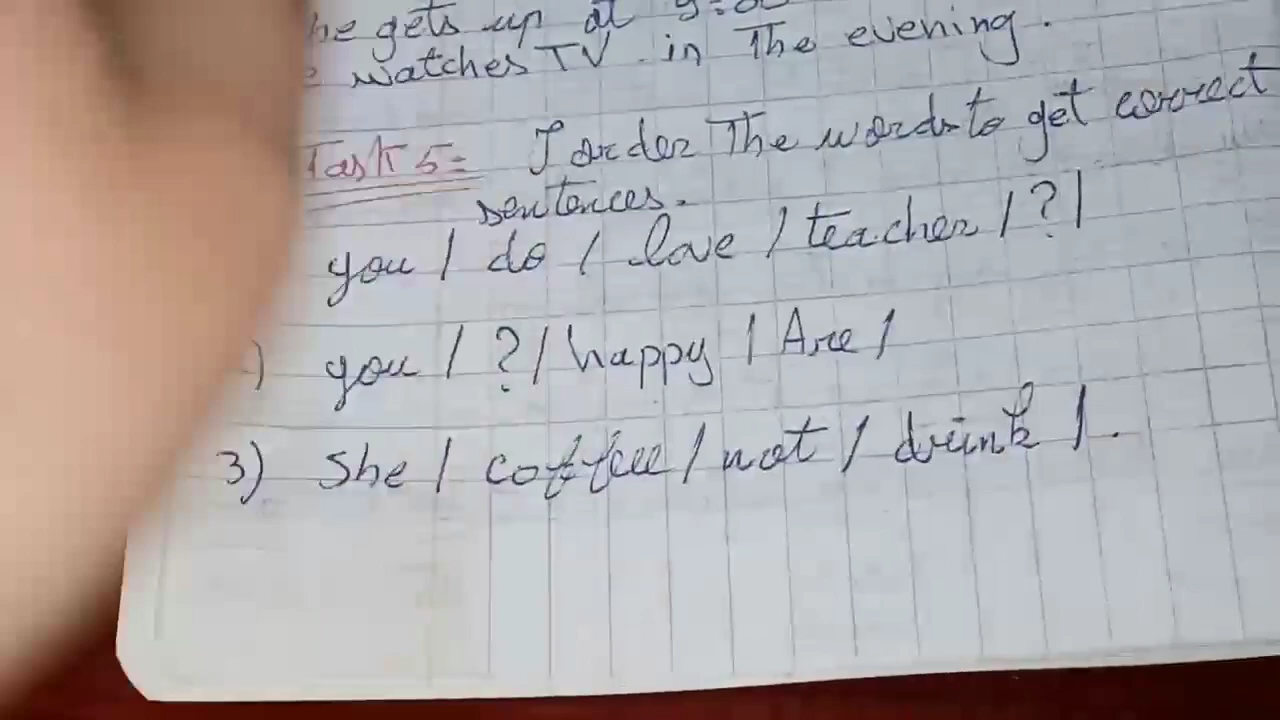 he gets up at
watches TV in The evening.
Task 5= I order The words to get correct
sentences.
you / do / love / teacher / ? /
) you / ? / happy / Are /
3) She / coffee / not / drink / .